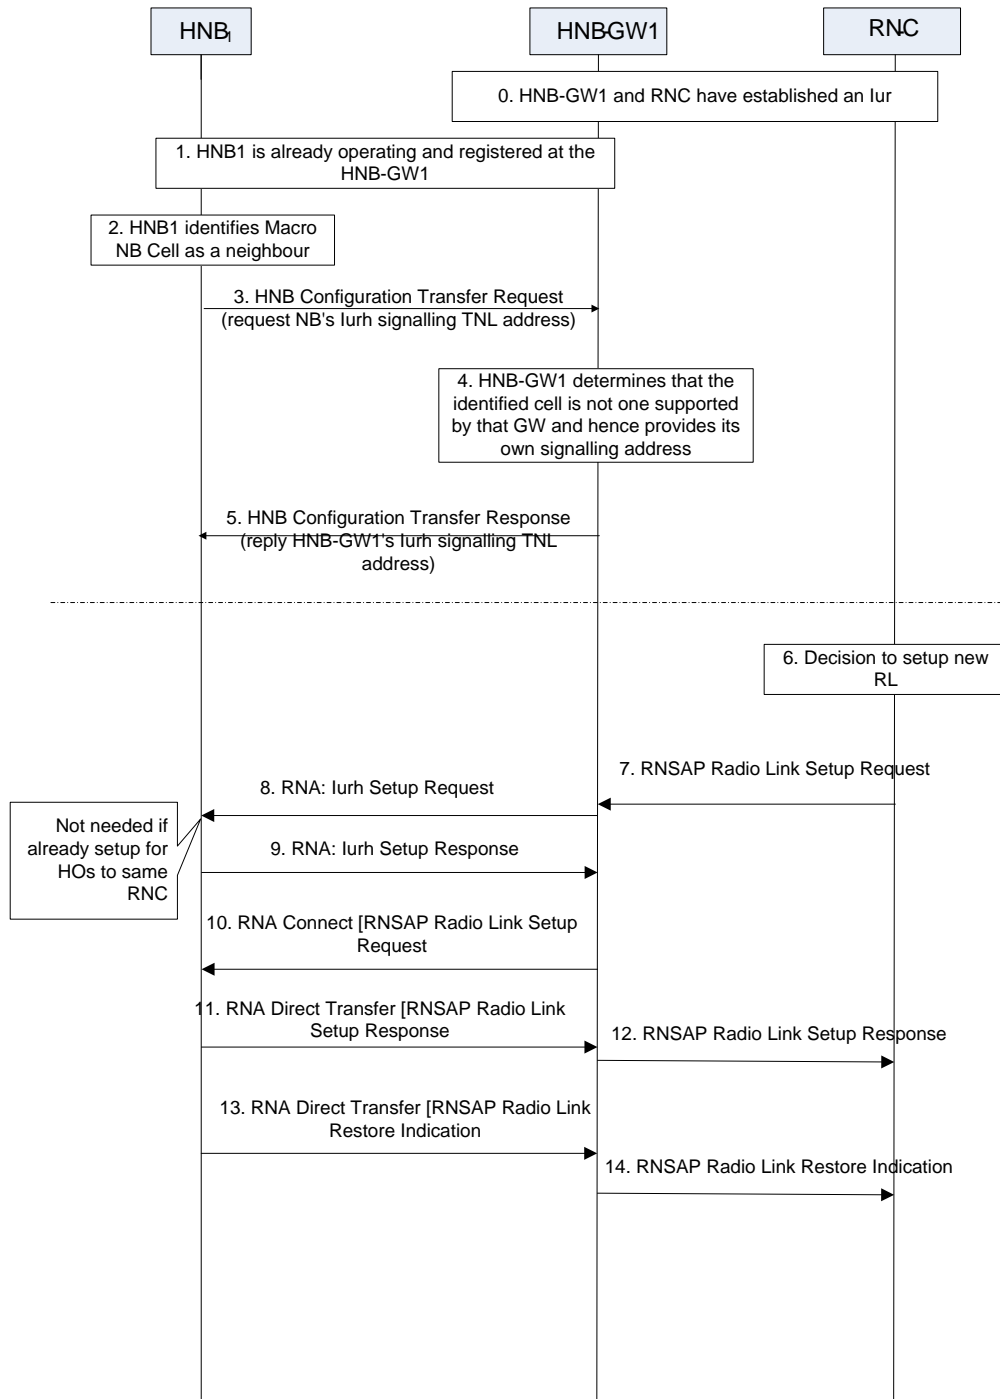 HNB1
HNB-GW1
RNC
0. HNB-GW1 and RNC have established an Iur
1. HNB1 is already operating and registered at the
HNB-GW1
2. HNB1 identifies Macro
NB Cell as a neighbour
3. HNB Configuration Transfer Request
(request NB's Iurh signalling TNL address)
4. HNB-GW1 determines that the
identified cell is not one supported
by that GW and hence provides its
own signalling address
5. HNB Configuration Transfer Response
(reply HNB-GW1's Iurh signalling TNL
address)
6. Decision to setup new
RL
7. RNSAP Radio Link Setup Request
8. RNA: Iurh Setup Request
Not needed if
already setup for
HOs to same
RNC
9. RNA: Iurh Setup Response
10. RNA Connect [RNSAP Radio Link Setup
Request
11. RNA Direct Transfer [RNSAP Radio Link
Setup Response
12. RNSAP Radio Link Setup Response
13. RNA Direct Transfer [RNSAP Radio Link
Restore Indication
14. RNSAP Radio Link Restore Indication